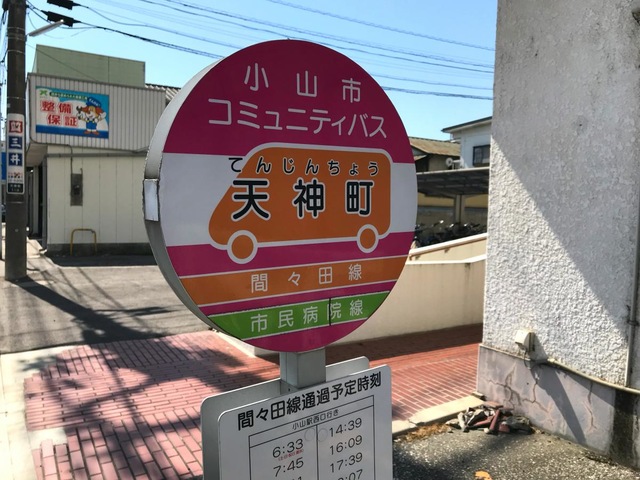 小山市
コミュニティバス
てんじんちょう
天神町
間々田線
市民病院線
間々田線通過予定時刻
小山駅西口行き
6:33 14:39
7:45 16:09
17:39
整備
保証
三井